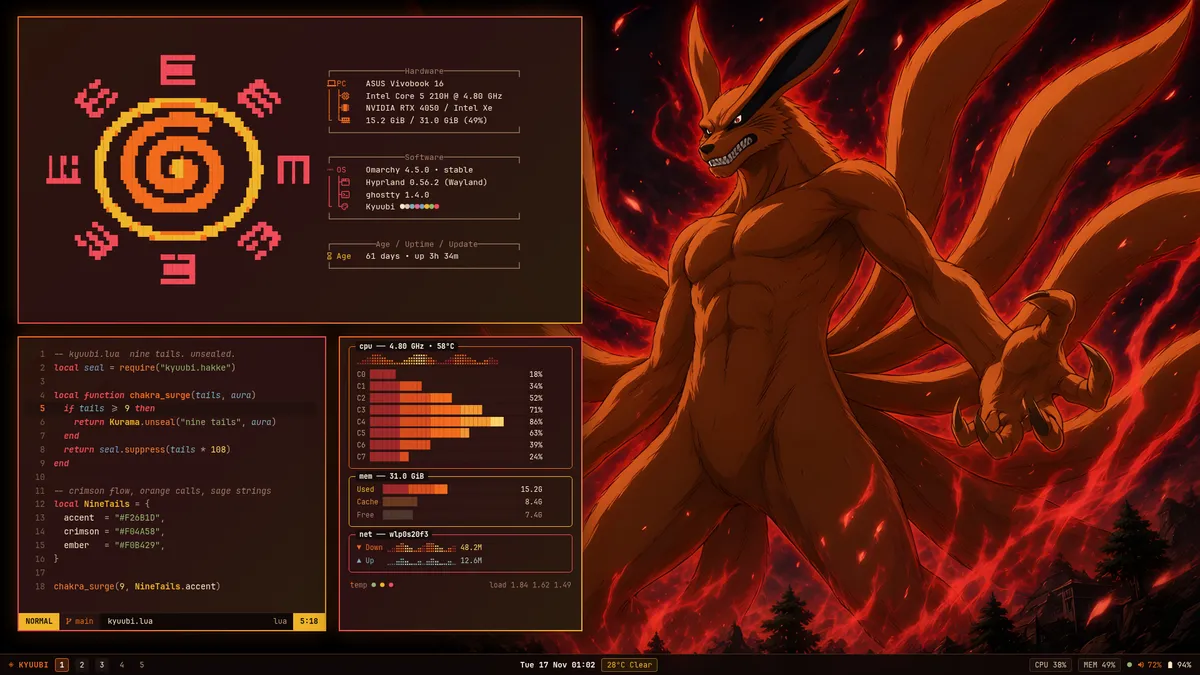 Hardware
PC ASUS Vivobook 16
Intel Core 5 210H @ 4.80 GHz
NVIDIA RTX 4050 / Intel Xe
15.2 GiB / 31.0 GiB (49%)
Software
OS Omarchy 4.5.0 • stable
Hyprland 0.56.2 (Wayland)
ghostty 1.4.0
Kyuubi
Age / Uptime / Update
Age 61 days • up 3h 34m
1 -- kyuubi.lua nine tails. unsealed.
2 local seal = require("kyuubi.hakke")
3
4 local function chakra_surge(tails, aura)
5 if tails ⩾ 9 then
6 return Kurama.unseal("nine tails", aura)
7 end
8 return seal.suppress(tails * 108)
9 end
10
11 -- crimson flow, orange calls, sage strings
12 local NineTails = {
13 accent = "#F26B1D",
14 crimson = "#F04A58",
15 ember = "#F0B429",
16 }
17
18 chakra_surge(9, NineTails.accent)
NORMAL main kyuubi.lua lua 5:18
cpu — 4.80 GHz • 58°C
C0 18%
C1 34%
C2 52%
C3 71%
C4 86%
C5 63%
C6 39%
C7 24%
mem — 31.0 GiB
Used 15.2G
Cache 8.4G
Free 7.4G
net — wlp0s20f3
▼ Down 48.2M
▲ Up 12.6M
temp load 1.84 1.62 1.49
KYUUBI 1 2 3 4 5
Tue 17 Nov 01:02 28°C Clear
CPU 38% MEM 49% 72% 94%